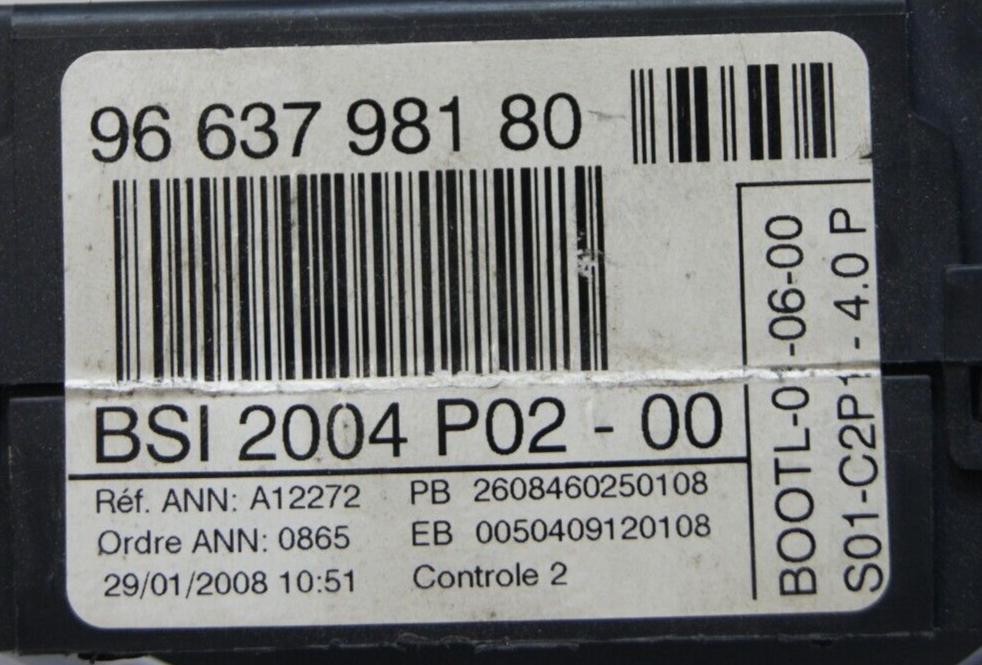 96 637 981 80
BSI 2004 P02 - 00
Réf. ANN: A12272
PB 2608460250108
Ordre ANN: 0865
EB 0050409120108
29/01/2008 10:51
Controle 2
S01-C2P1 - 4.0 P